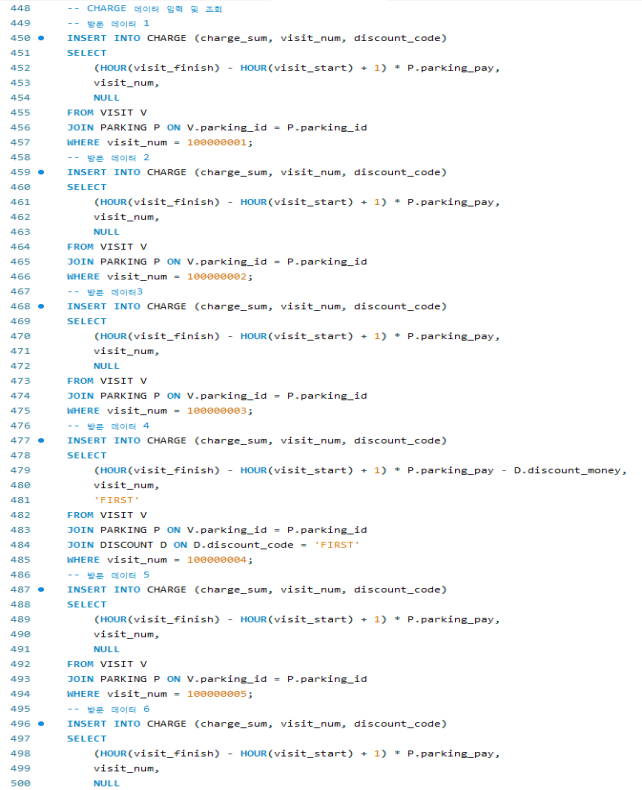 448 -- CHARGE 데이터 입력 및 조회
449 -- 방문 데이터 1
450 INSERT INTO CHARGE (charge_sum, visit_num, discount_code)
451 SELECT
452 (HOUR(visit_finish) - HOUR(visit_start) + 1) * P.parking_pay,
453 visit_num,
454 NULL
455 FROM VISIT V
456 JOIN PARKING P ON V.parking_id = P.parking_id
457 WHERE visit_num = 100000001;
458 -- 방문 데이터 2
459 INSERT INTO CHARGE (charge_sum, visit_num, discount_code)
460 SELECT
461 (HOUR(visit_finish) - HOUR(visit_start) + 1) * P.parking_pay,
462 visit_num,
463 NULL
464 FROM VISIT V
465 JOIN PARKING P ON V.parking_id = P.parking_id
466 WHERE visit_num = 100000002;
467 -- 방문 데이터3
468 INSERT INTO CHARGE (charge_sum, visit_num, discount_code)
469 SELECT
470 (HOUR(visit_finish) - HOUR(visit_start) + 1) * P.parking_pay,
471 visit_num,
472 NULL
473 FROM VISIT V
474 JOIN PARKING P ON V.parking_id = P.parking_id
475 WHERE visit_num = 100000003;
476 -- 방문 데이터 4
477 INSERT INTO CHARGE (charge_sum, visit_num, discount_code)
478 SELECT
479 (HOUR(visit_finish) - HOUR(visit_start) + 1) * P.parking_pay - D.discount_money,
480 visit_num,
481 'FIRST'
482 FROM VISIT V
483 JOIN PARKING P ON V.parking_id = P.parking_id
484 JOIN DISCOUNT D ON D.discount_code = 'FIRST'
485 WHERE visit_num = 100000004;
486 -- 방문 데이터 5
487 INSERT INTO CHARGE (charge_sum, visit_num, discount_code)
488 SELECT
489 (HOUR(visit_finish) - HOUR(visit_start) + 1) * P.parking_pay,
490 visit_num,
491 NULL
492 FROM VISIT V
493 JOIN PARKING P ON V.parking_id = P.parking_id
494 WHERE visit_num = 100000005;
495 -- 방문 데이터 6
496 INSERT INTO CHARGE (charge_sum, visit_num, discount_code)
497 SELECT
498 (HOUR(visit_finish) - HOUR(visit_start) + 1) * P.parking_pay,
499 visit_num,
500 NULL